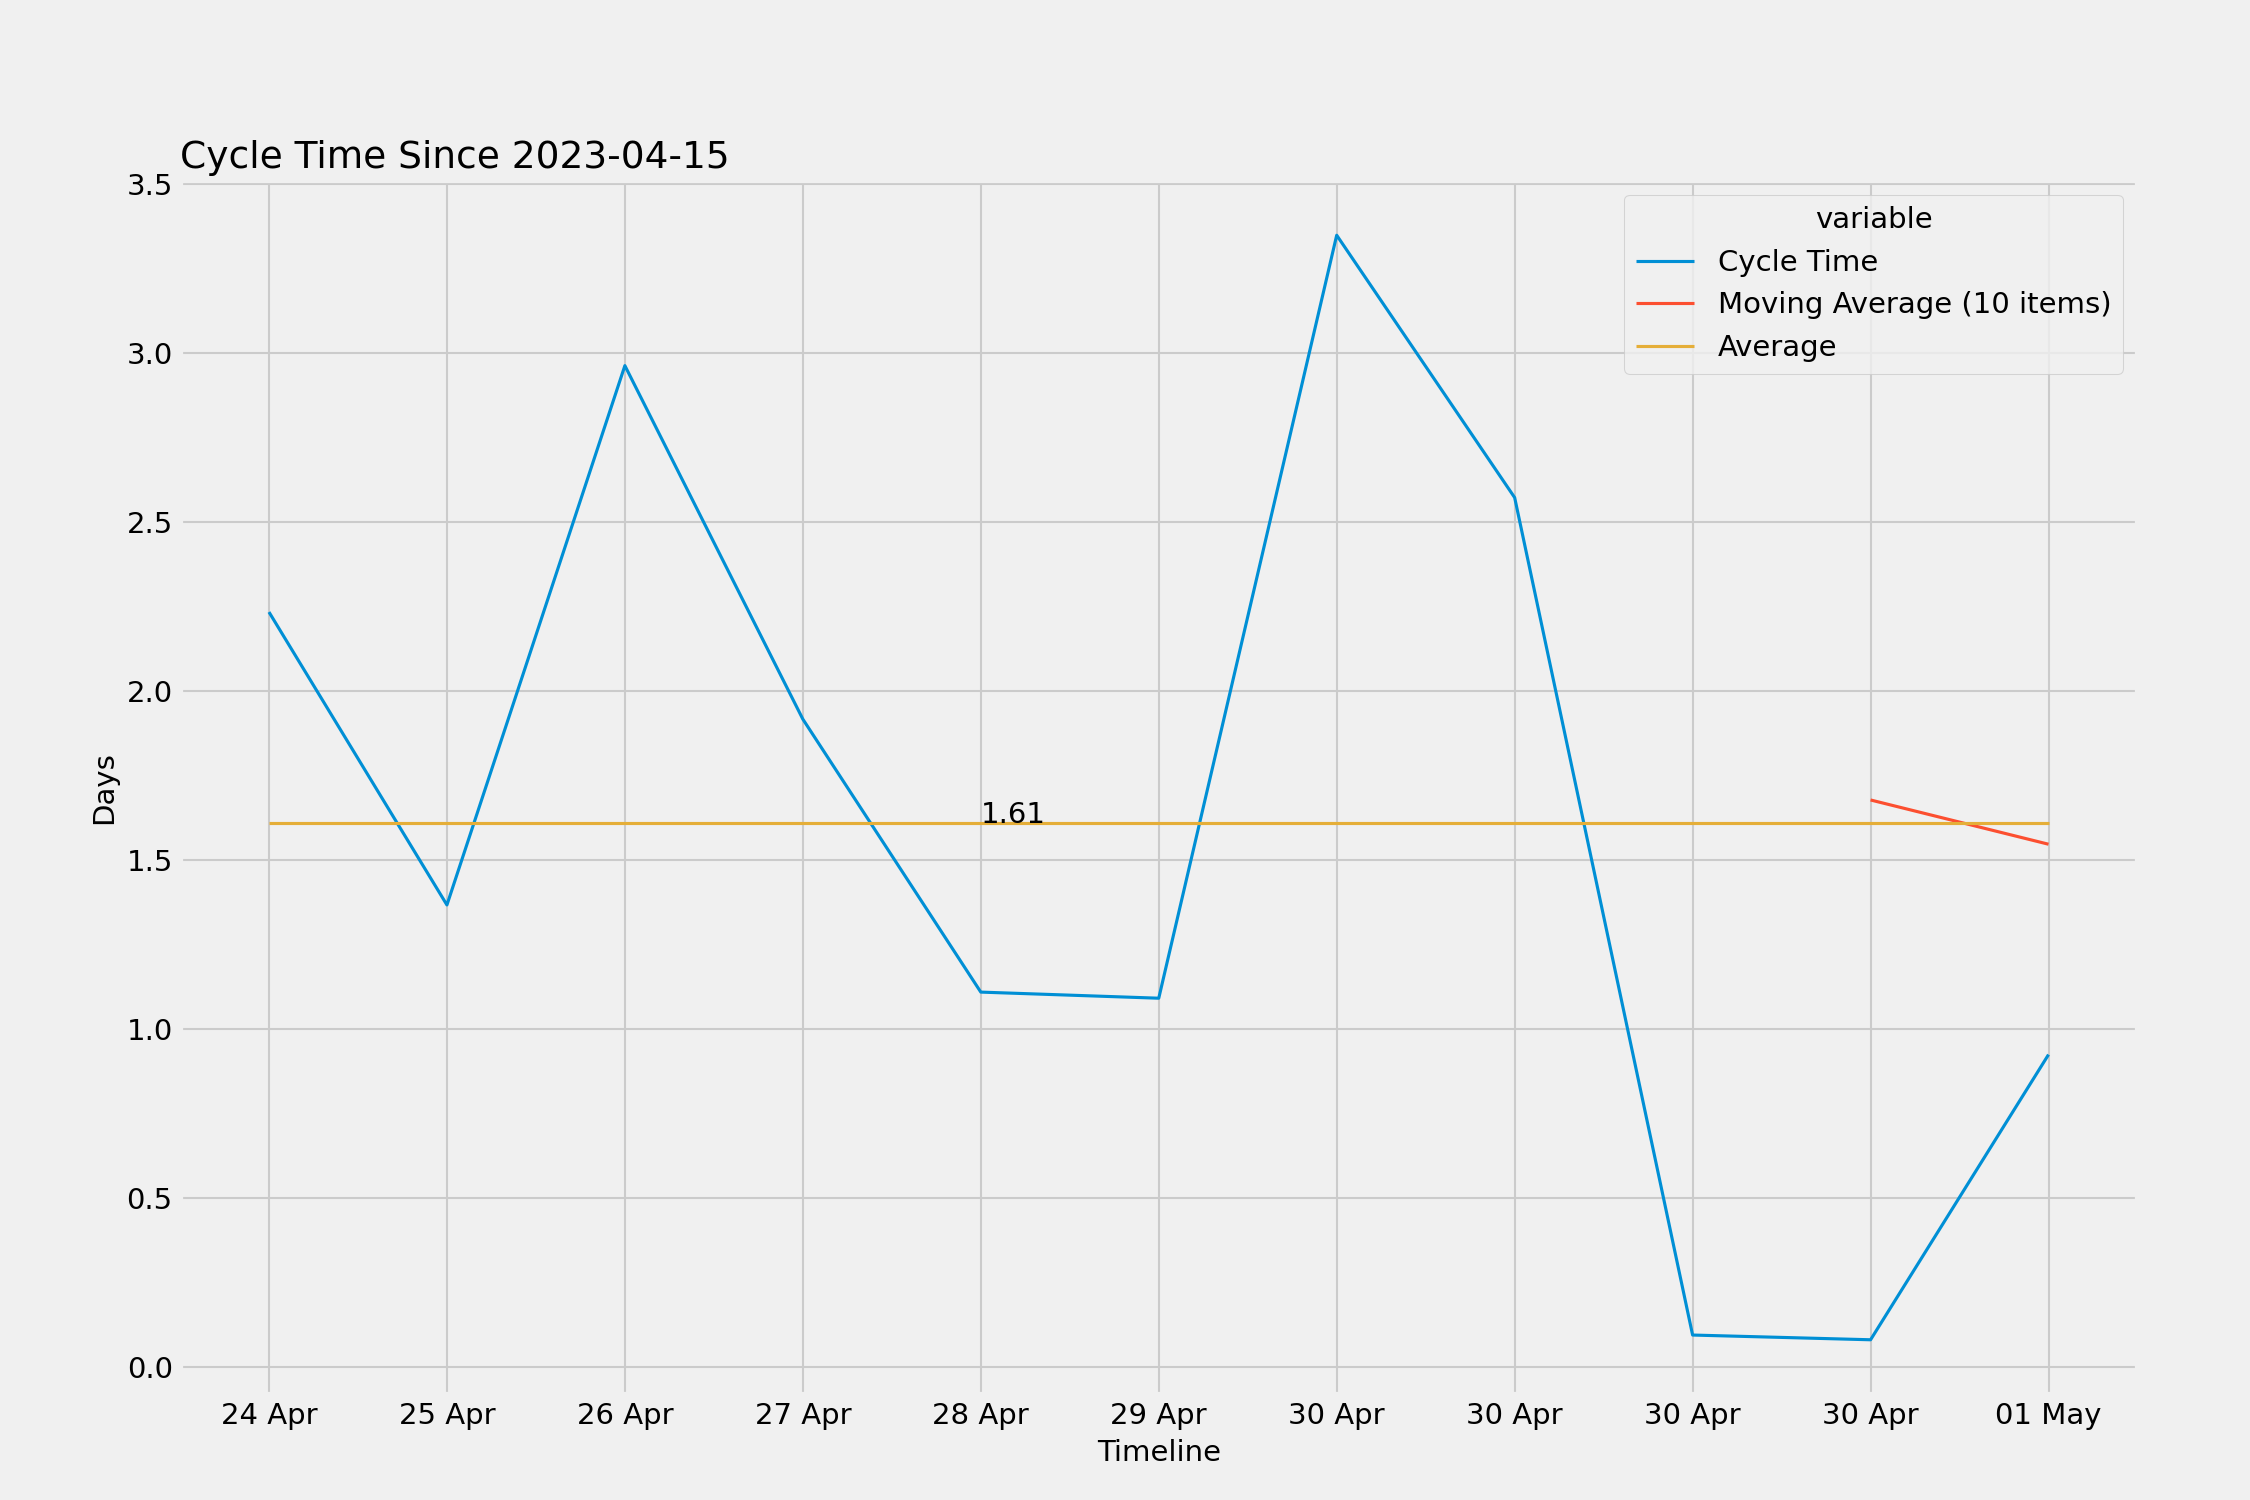 Cycle Time Since 2023-04-15
3.5
3.0
2.5
2.0
1.5
1.0
0.5
0.0
Days
variable
Cycle Time
Moving Average (10 items)
Average
1.61
24 Apr 25 Apr 26 Apr 27 Apr 28 Apr 29 Apr 30 Apr 30 Apr 30 Apr 30 Apr 01 May
Timeline